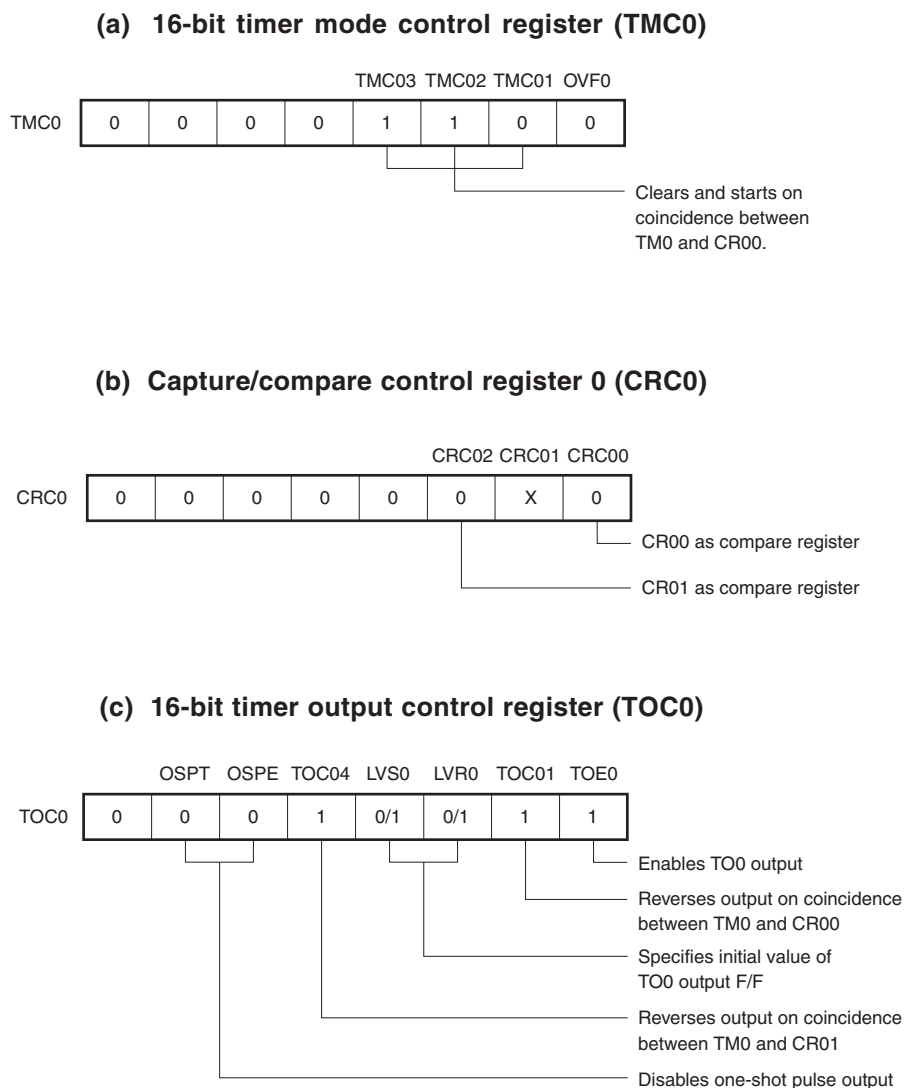 (a) 16-bit timer mode control register (TMC0)
TMC03 TMC02 TMC01 OVF0
TMC0 0 0 0 0 1 1 0 0
Clears and starts on
coincidence between
TM0 and CR00.
(b) Capture/compare control register 0 (CRC0)
CRC02 CRC01 CRC00
CRC0 0 0 0 0 0 0 X 0
CR00 as compare register
CR01 as compare register
(c) 16-bit timer output control register (TOC0)
OSPT OSPE TOC04 LVS0 LVR0 TOC01 TOE0
TOC0 0 0 0 1 0/1 0/1 1 1
Enables TO0 output
Reverses output on coincidence
between TM0 and CR00
Specifies initial value of
TO0 output F/F
Reverses output on coincidence
between TM0 and CR01
Disables one-shot pulse output